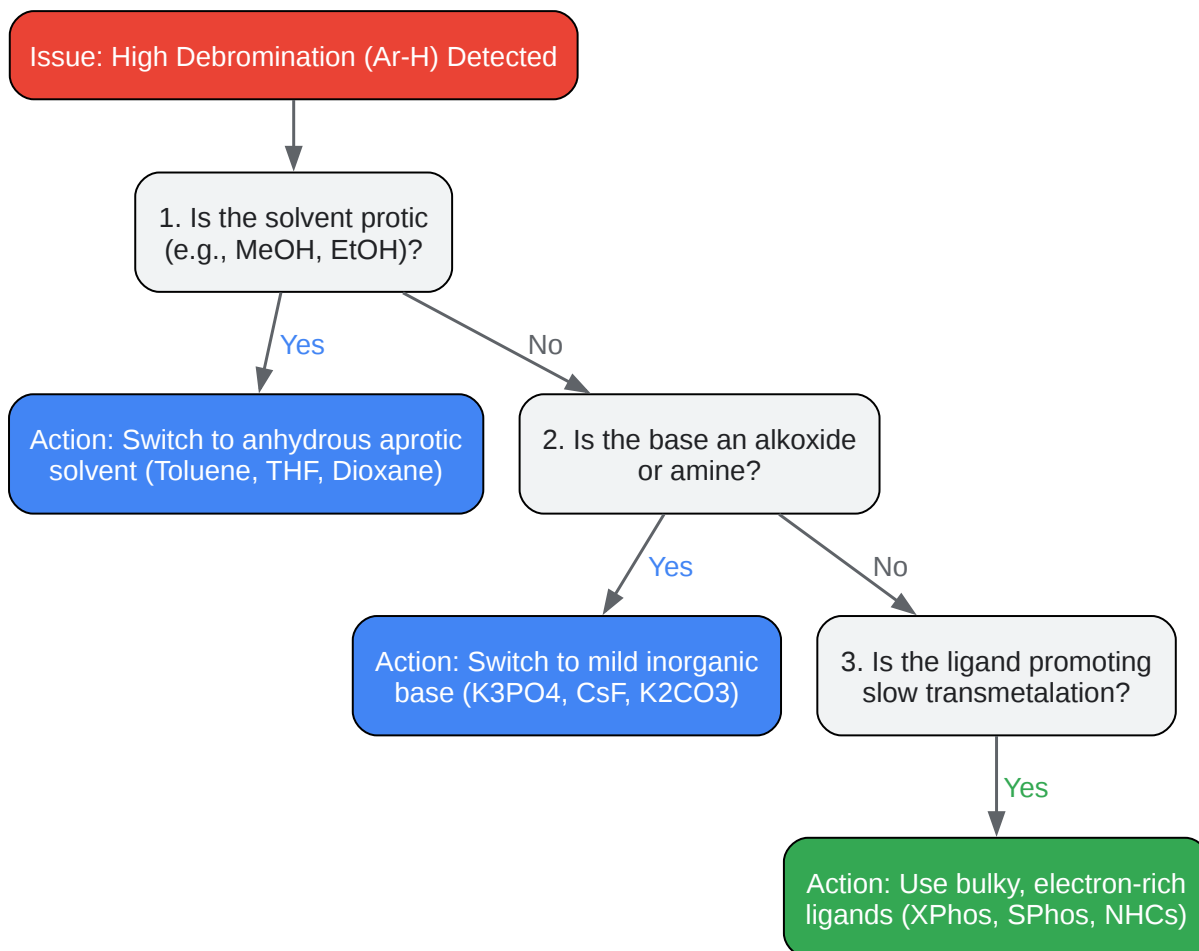 Issue: High Debromination (Ar-H) Detected
1. Is the solvent protic
(e.g., MeOH, EtOH)?
Yes
No
Action: Switch to anhydrous aprotic
solvent (Toluene, THF, Dioxane)
2. Is the base an alkoxide
or amine?
Yes
No
Action: Switch to mild inorganic
base (K3PO4, CsF, K2CO3)
3. Is the ligand promoting
slow transmetalation?
Yes
Action: Use bulky, electron-rich
ligands (XPhos, SPhos, NHCs)